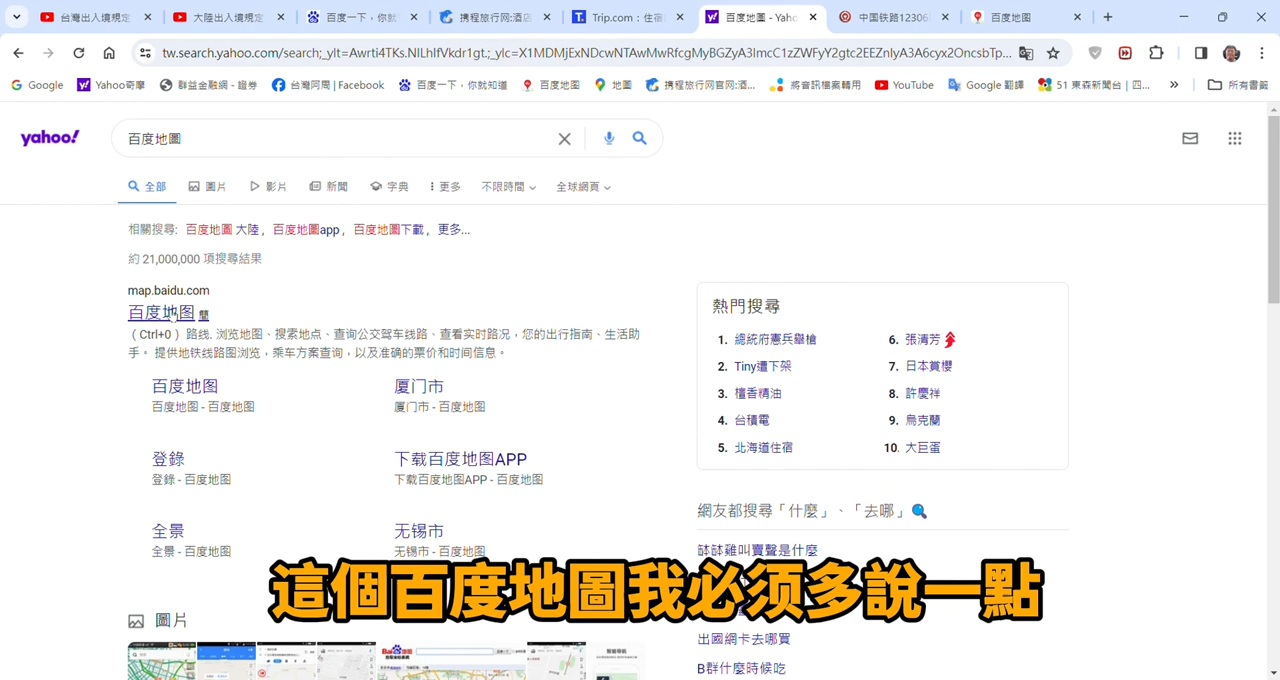 台灣出入境規定
大陸出入境規定
百度一下，你就
携程旅行网:酒店
Trip.com：住宿
百度地圖 - Yaho
中国铁路12306
百度地图
tw.search.yahoo.com/search;_ylt=Awrti4TKs.NlLhIfVkdr1gt;_ylc=X1MDMjExNDcwNTAwMwRfcgMyBGZyA3lmcC1zZWFyY2gtc2EEZnIyA3A6cyx2OncsbTp...
Google
Yahoo奇摩
群益金融網 - 證券
台灣阿周 | Facebook
百度一下，你就知道
百度地图
地圖
携程旅行网官网:酒...
將音訊檔案轉用
YouTube
Google 翻譯
51 東森新聞台 | 四...
所有書籤
yahoo!
百度地圖
全部
圖片
影片
新聞
字典
更多
不限時間
全球網頁
相關搜尋: 百度地圖 大陸, 百度地圖app, 百度地圖下載, 更多...
約 21,000,000 項搜尋結果
map.baidu.com
百度地图 簡
（ Ctrl+0 ）路线. 浏览地图、搜索地点、查询公交驾车线路、查看实时路况，您的出行指南、生活助
手。 提供地铁线路图浏览，乘车方案查询，以及准确的票价和时间信息。
百度地图
百度地图 - 百度地图
厦门市
厦门市 - 百度地图
登錄
登錄 - 百度地图
下载百度地图APP
下载百度地图APP - 百度地图
全景
全景 - 百度地图
无锡市
无锡市 - 百度地图
圖片
熱門搜尋
1. 總統府憲兵舉槍
2. Tiny遭下架
3. 檀香精油
4. 台積電
5. 北海道住宿
6. 張清芳
7. 日本賞櫻
8. 許慶祥
9. 烏克蘭
10. 大巨蛋
網友都搜尋「什麼」、「去哪」
缽缽雞叫賣聲是什麼
出國網卡去哪買
B群什麼時候吃
這個百度地圖我必须多說一點